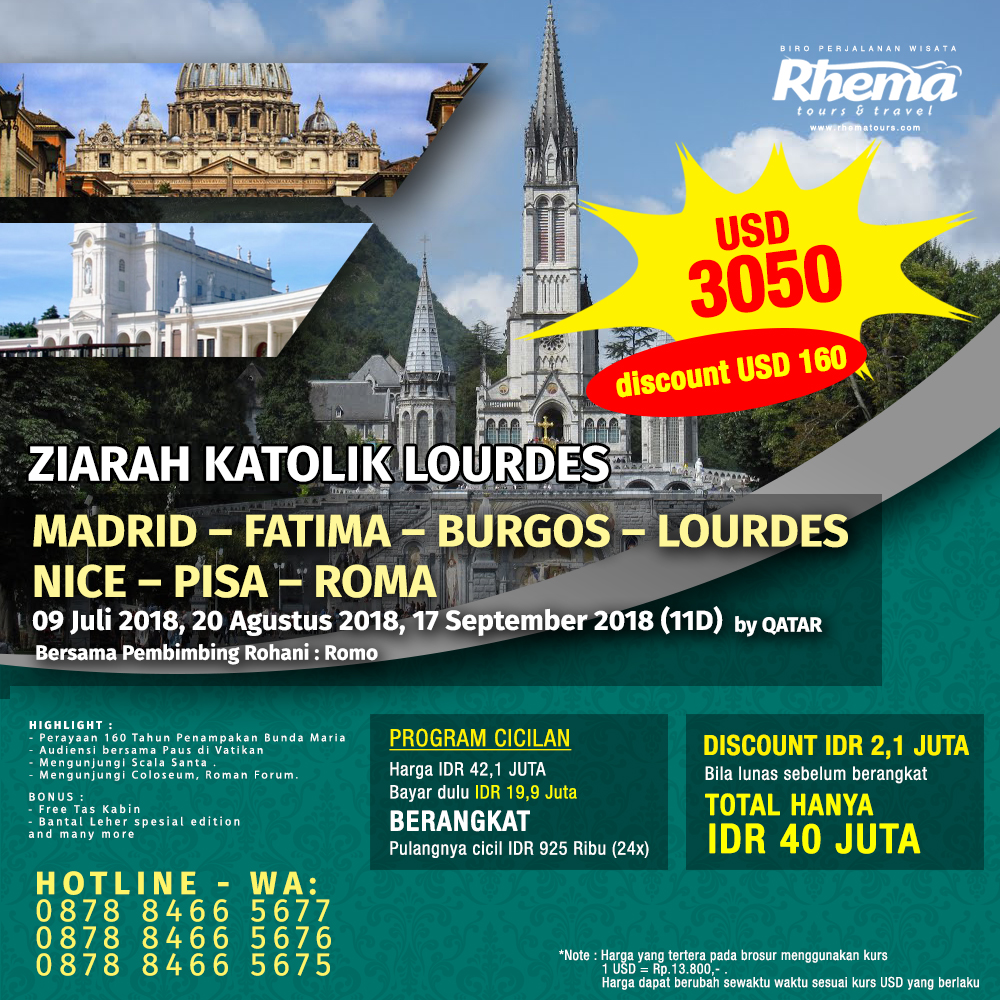 BIRO PERJALANAN WISATA
Rhema
tours & travel
www.rhematours.com
USD
3050
discount USD 160
ZIARAH KATOLIK LOURDES
MADRID – FATIMA – BURGOS – LOURDES
NICE – PISA – ROMA
09 Juli 2018, 20 Agustus 2018, 17 September 2018 (11D) by QATAR
Bersama Pembimbing Rohani : Romo
HIGHLIGHT :
- Perayaan 160 Tahun Penampakan Bunda Maria
- Audiensi bersama Paus di Vatikan
- Mengunjungi Scala Santa .
- Mengunjungi Coloseum, Roman Forum.
BONUS :
- Free Tas Kabin
- Bantal Leher spesial edition
and many more
PROGRAM CICILAN
Harga IDR 42,1 JUTA
Bayar dulu IDR 19,9 Juta
BERANGKAT
Pulangnya cicil IDR 925 Ribu (24x)
DISCOUNT IDR 2,1 JUTA
Bila lunas sebelum berangkat
TOTAL HANYA
IDR 40 JUTA
HOTLINE - WA:
0878 8466 5677
0878 8466 5676
0878 8466 5675
*Note : Harga yang tertera pada brosur menggunakan kurs
1 USD = Rp.13.800,- .
Harga dapat berubah sewaktu waktu sesuai kurs USD yang berlaku